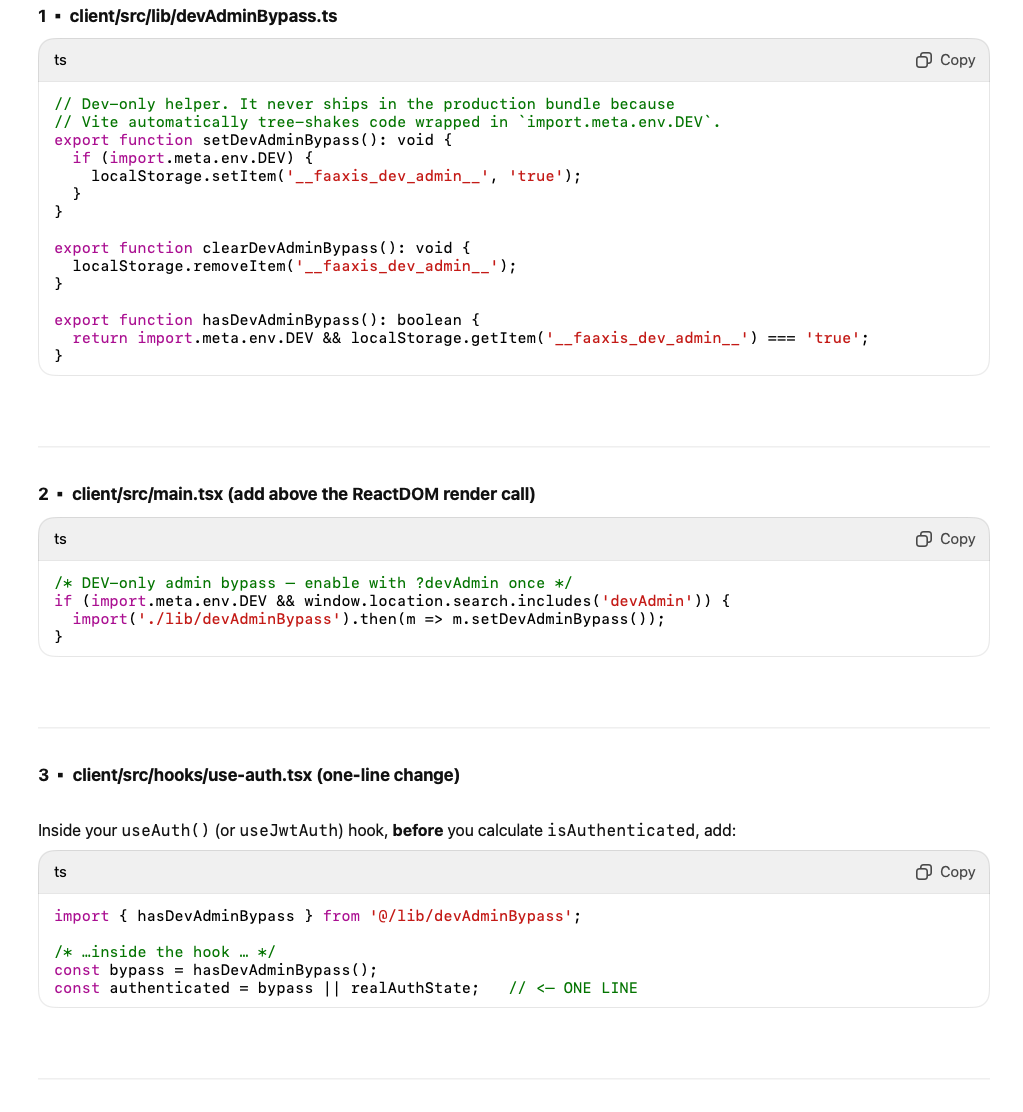 1 ▪ client/src/lib/devAdminBypass.ts
ts
Copy
// Dev-only helper. It never ships in the production bundle because
// Vite automatically tree-shakes code wrapped in `import.meta.env.DEV`.
export function setDevAdminBypass(): void {
  if (import.meta.env.DEV) {
    localStorage.setItem('__faaxis_dev_admin__', 'true');
  }
}

export function clearDevAdminBypass(): void {
  localStorage.removeItem('__faaxis_dev_admin__');
}

export function hasDevAdminBypass(): boolean {
  return import.meta.env.DEV && localStorage.getItem('__faaxis_dev_admin__') === 'true';
}
2 ▪ client/src/main.tsx (add above the ReactDOM render call)
ts
Copy
/* DEV-only admin bypass — enable with ?devAdmin once */
if (import.meta.env.DEV && window.location.search.includes('devAdmin')) {
  import('./lib/devAdminBypass').then(m => m.setDevAdminBypass());
}
3 ▪ client/src/hooks/use-auth.tsx (one-line change)
Inside your useAuth() (or useJwtAuth) hook, before you calculate isAuthenticated, add:
ts
Copy
import { hasDevAdminBypass } from '@/lib/devAdminBypass';

/* …inside the hook … */
const bypass = hasDevAdminBypass();
const authenticated = bypass || realAuthState;   // <— ONE LINE